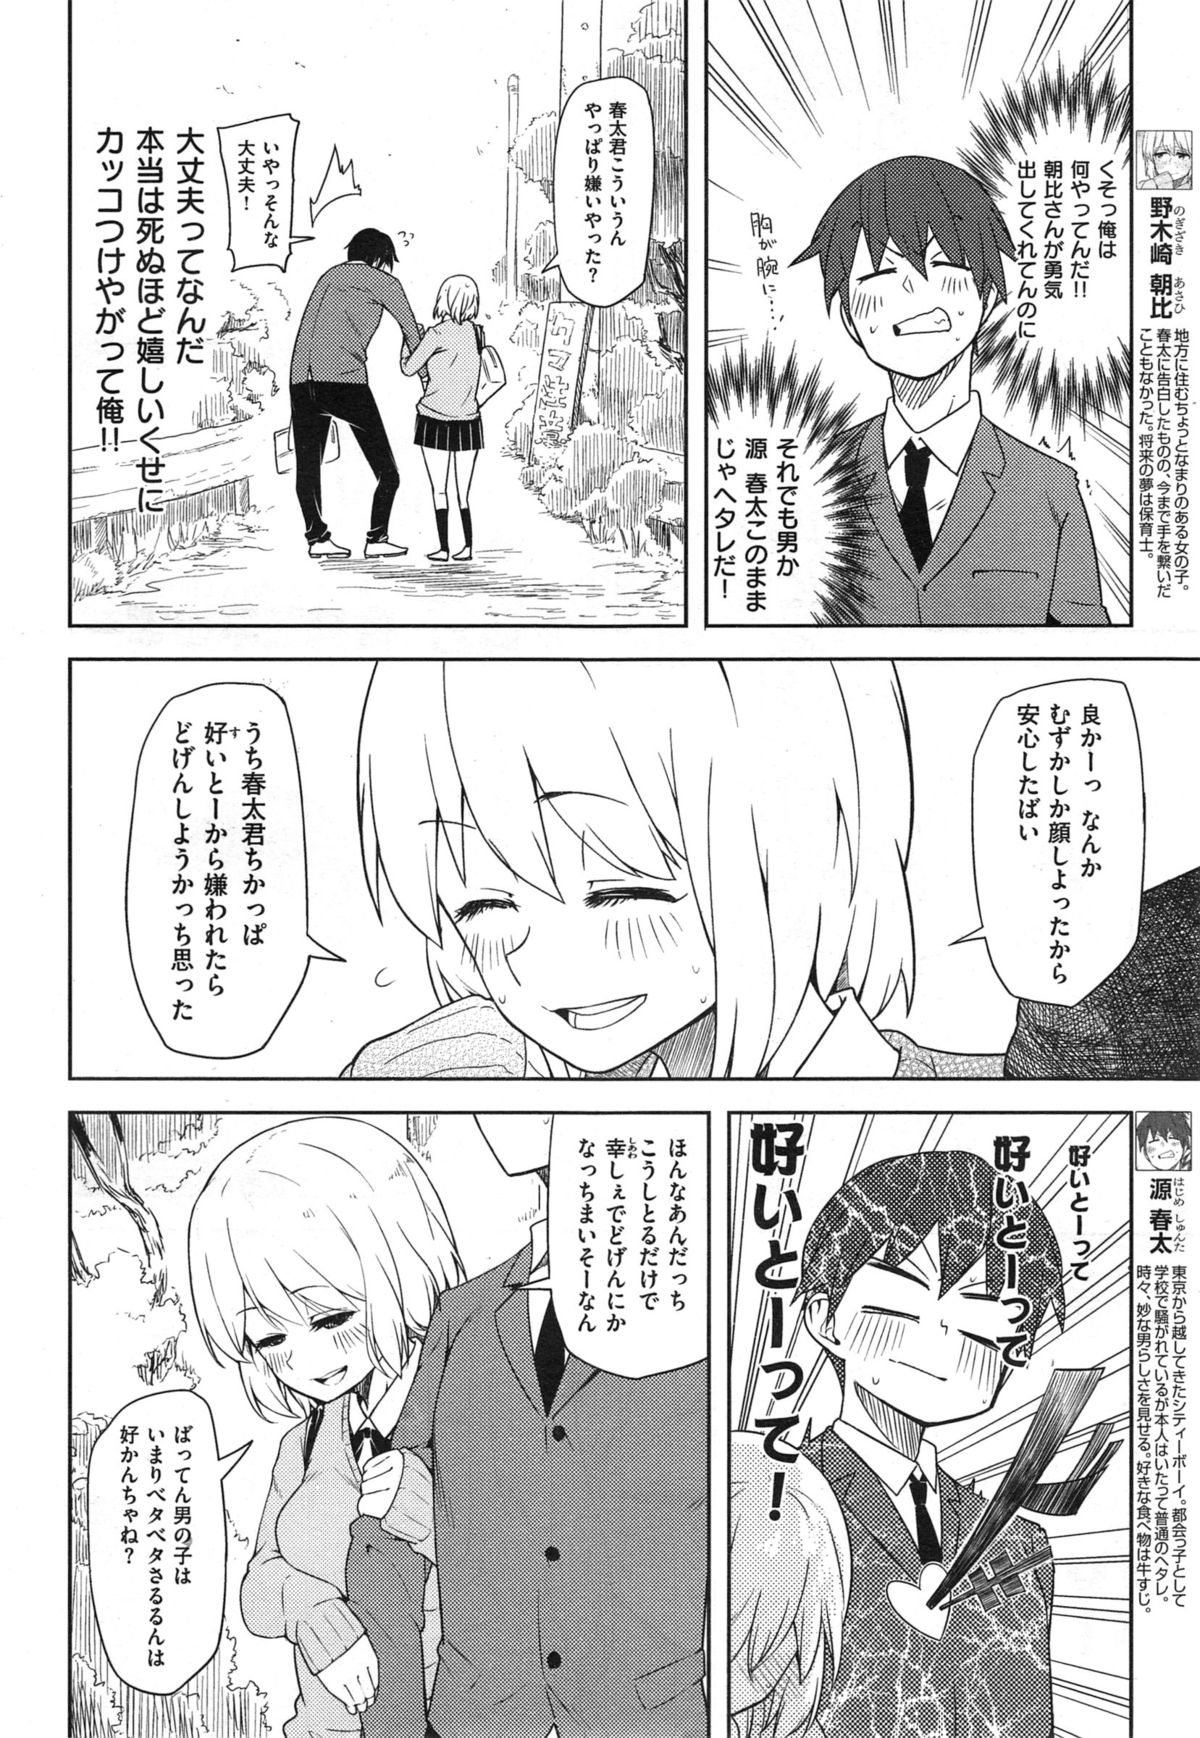 野木崎 朝比
のぎざき あさひ
地方に住むちょっとなまりのある女の子。
春太に告白したものの、今まで手を繋いだ
こともなかった。将来の夢は保育士。
くそっ俺は
何やってんだ!!
朝比さんが勇気
出してくれてんのに
胸が腕に…
それでも男か
源 春太このまま
じゃヘタレだ!
春太君こういうん
やっぱり嫌いやった?
クマ注意
いやっそんな
大丈夫!
大丈夫ってなんだ
本当は死ぬほど嬉しいくせに
カッコつけやがって俺!!
良かーっ なんか
むずかしか顔しよったから
安心したばい
うち春太君ちかっぱ
好いとーから嫌われたら
す
どげんしようかっち思った
源 春太
はじめ しゅんた
東京から越してきたシティーボーイ。都会っ子として
学校で騒がれているが本人はいたって普通のヘタレ。
時々、妙な男らしさを見せる。好きな食べ物は牛すじ。
好いとーって
好いとーって
好いとーって!
ほんなあんだっち
こうしとるだけで
幸しぇでどげんにか
しあわ
なっちまいそーなん
ばってん男の子は
いまりベタベタさるるんは
好かんちゃね?